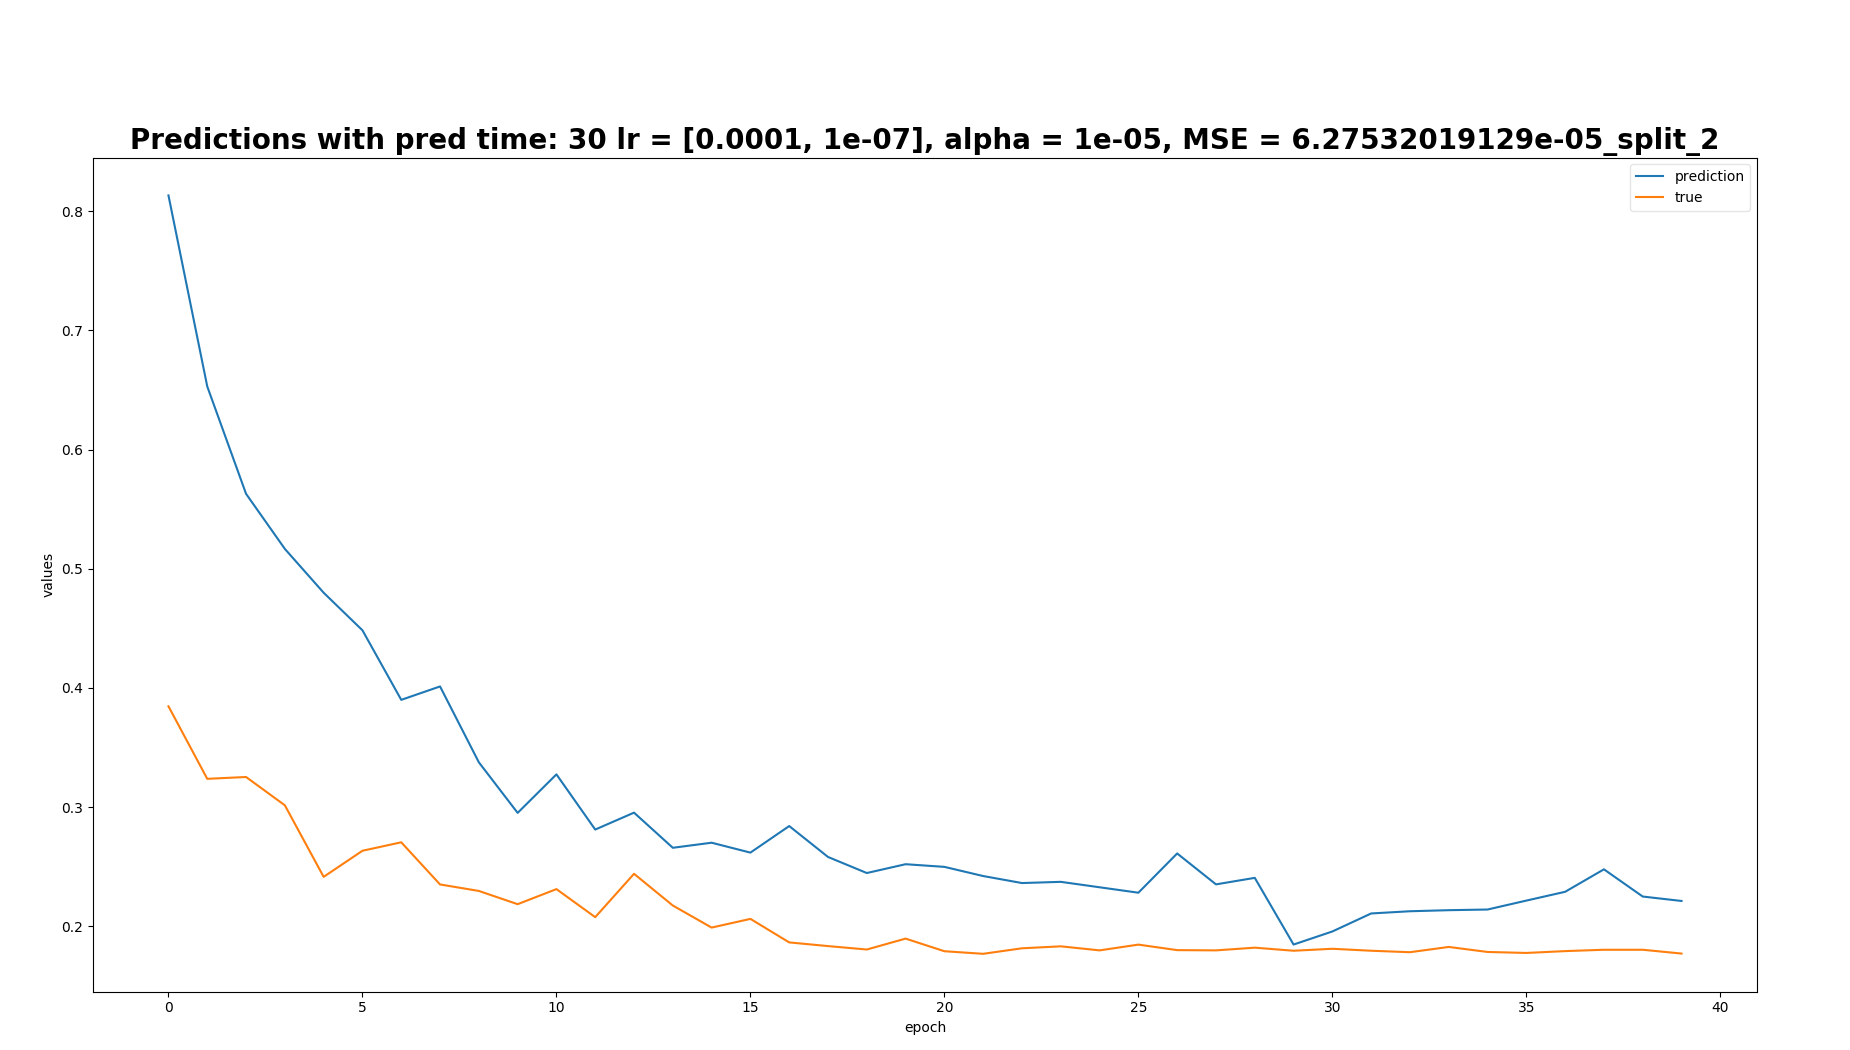 Predictions with pred time: 30 lr = [0.0001, 1e-07], alpha = 1e-05, MSE = 6.27532019129e-05_split_2
prediction
true
0.8
0.7
0.6
0.5
0.4
0.3
0.2
values
0 5 10 15 20 25 30 35 40
epoch